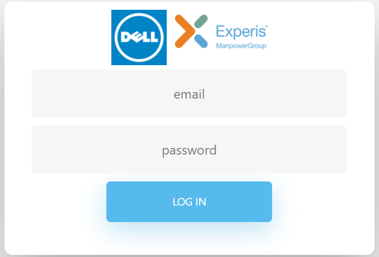 DELL
Experis®
ManpowerGroup
email
password
LOG IN